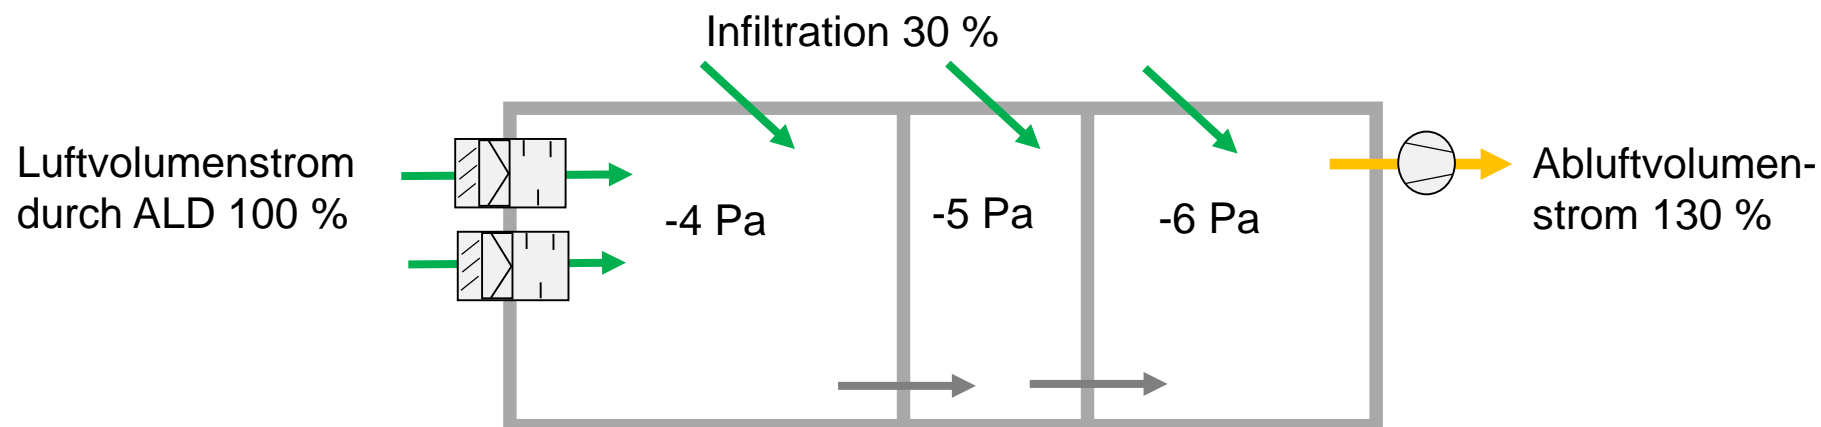 Infiltration 30 %
Luftvolumenstrom
durch ALD 100 %
-4 Pa
-5 Pa
-6 Pa
Abluftvolumen-
strom 130 %